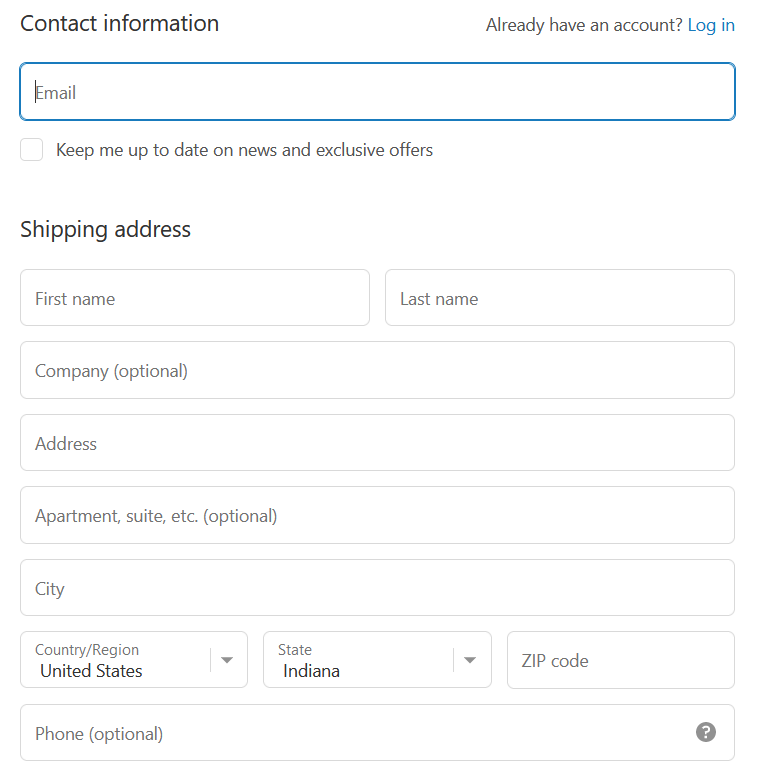 Contact information
Already have an account? Log in
Email
Keep me up to date on news and exclusive offers
Shipping address
First name
Last name
Company (optional)
Address
Apartment, suite, etc. (optional)
City
Country/Region
United States
State
Indiana
ZIP code
Phone (optional)
?